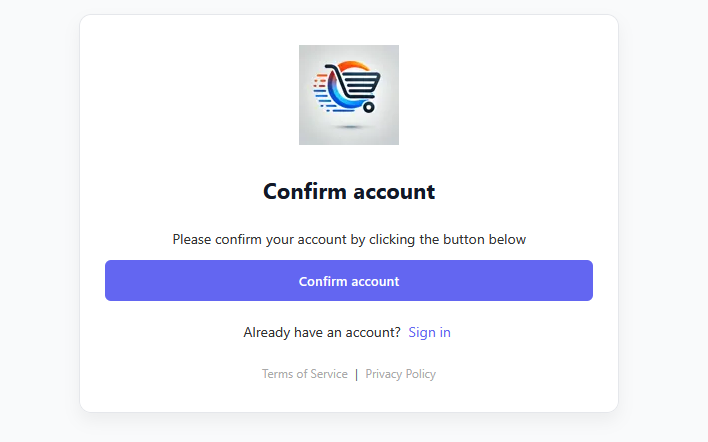 Confirm account
Please confirm your account by clicking the button below
Confirm account
Already have an account? Sign in
Terms of Service | Privacy Policy